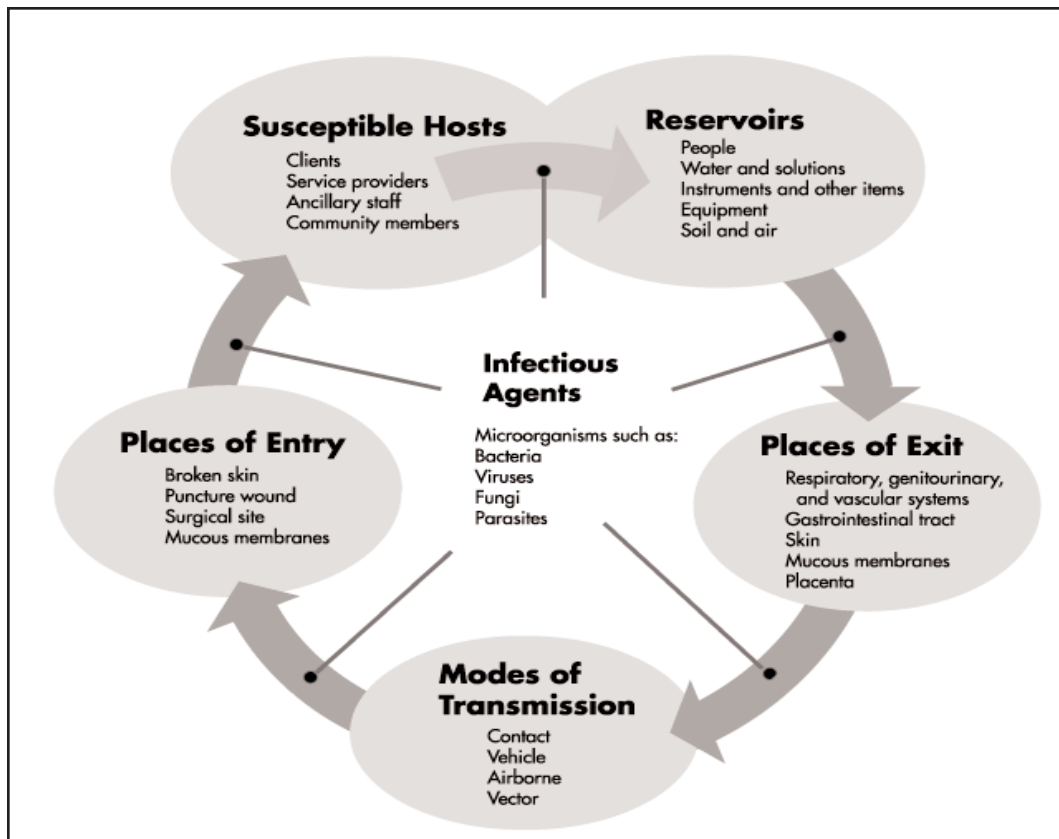 Susceptible Hosts
Clients
Service providers
Ancillary staff
Community members
Reservoirs
People
Water and solutions
Instruments and other items
Equipment
Soil and air
Infectious
Agents
Microorganisms such as:
Bacteria
Viruses
Fungi
Parasites
Places of Entry
Broken skin
Puncture wound
Surgical site
Mucous membranes
Places of Exit
Respiratory, genitourinary,
and vascular systems
Gastrointestinal tract
Skin
Mucous membranes
Placenta
Modes of
Transmission
Contact
Vehicle
Airborne
Vector